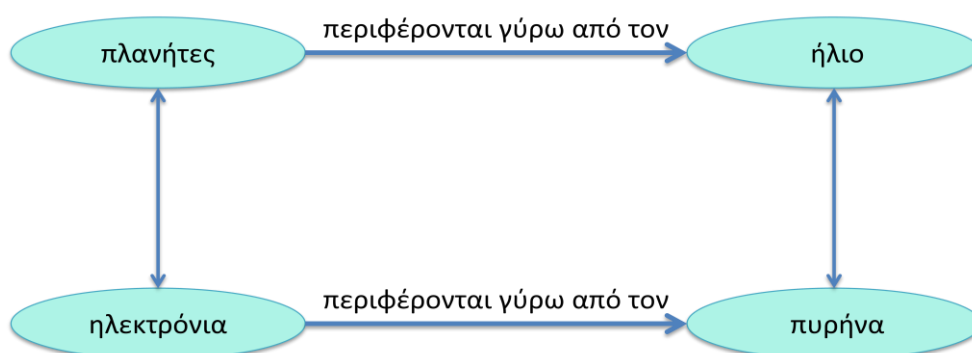 πλανήτες
περιφέρονται γύρω από τον
ήλιο
ηλεκτρόνια
περιφέρονται γύρω από τον
πυρήνα